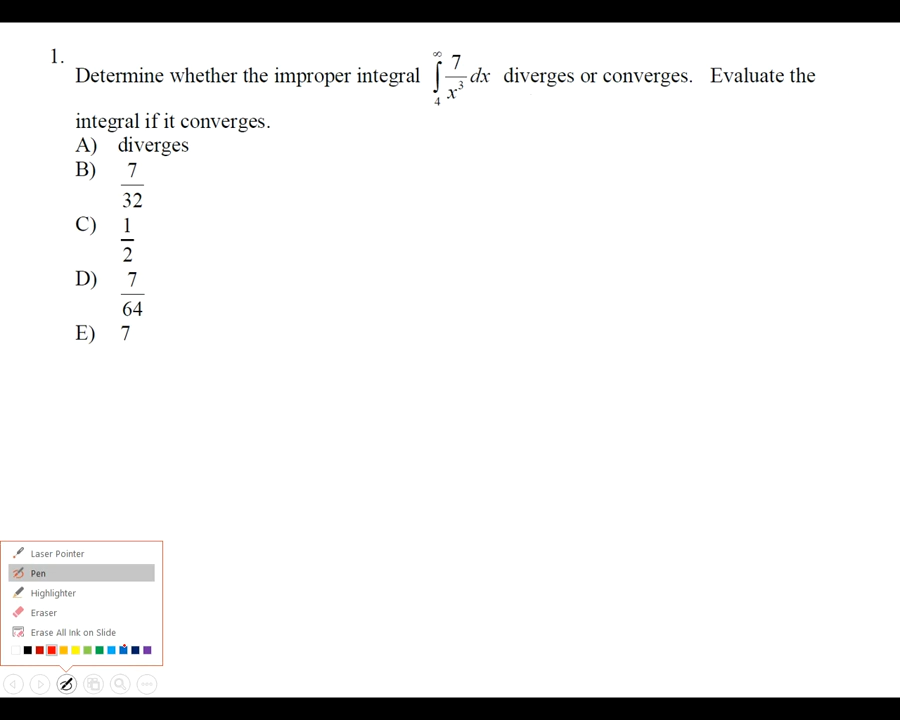 1.
Determine whether the improper integral ∫₄^∞ 7/x³ dx diverges or converges. Evaluate the
integral if it converges.
A) diverges
B) 7/32
C) 1/2
D) 7/64
E) 7
Laser Pointer
Pen
Highlighter
Eraser
Erase All Ink on Slide